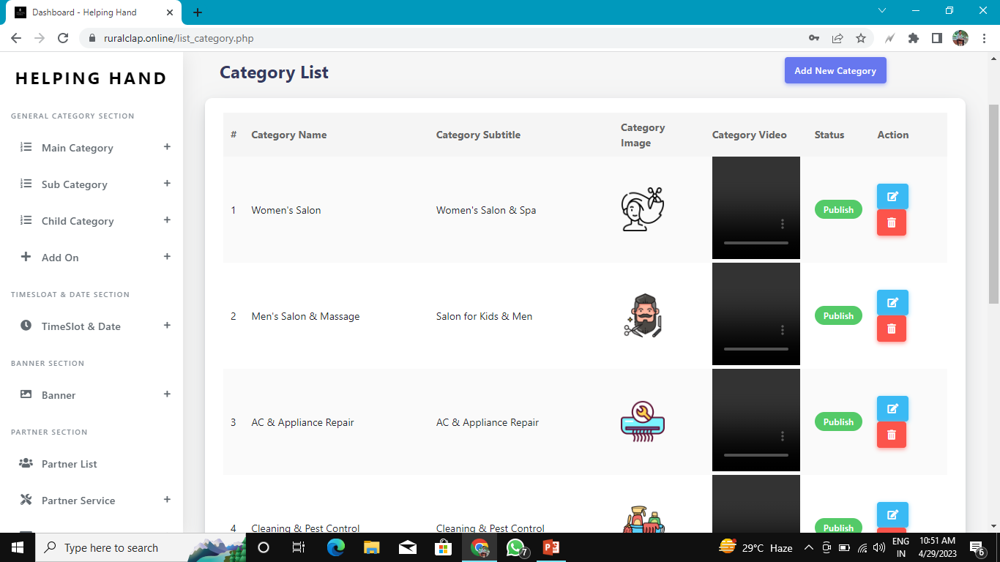 Dashboard - Helping Hand
ruralclap.online/list_category.php
HELPING HAND
GENERAL CATEGORY SECTION
Main Category +
Sub Category +
Child Category +
Add On +
TIMESLOAT & DATE SECTION
TimeSlot & Date +
BANNER SECTION
Banner +
PARTNER SECTION
Partner List
Partner Service +
Category List
Add New Category
# Category Name Category Subtitle Category Image Category Video Status Action
1 Women's Salon Women's Salon & Spa Publish
2 Men's Salon & Massage Salon for Kids & Men Publish
3 AC & Appliance Repair AC & Appliance Repair Publish
4 Cleaning & Pest Control Cleaning & Pest Control Publish
Type here to search
7
29°C Haze
ENG
IN
10:51 AM
4/29/2023
6